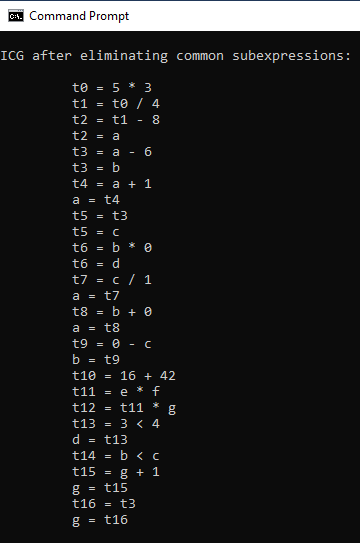 Command Prompt
ICG after eliminating common subexpressions:
t0 = 5 * 3
t1 = t0 / 4
t2 = t1 - 8
t2 = a
t3 = a - 6
t3 = b
t4 = a + 1
a = t4
t5 = t3
t5 = c
t6 = b * 0
t6 = d
t7 = c / 1
a = t7
t8 = b + 0
a = t8
t9 = 0 - c
b = t9
t10 = 16 + 42
t11 = e * f
t12 = t11 * g
t13 = 3 < 4
d = t13
t14 = b < c
t15 = g + 1
g = t15
t16 = t3
g = t16